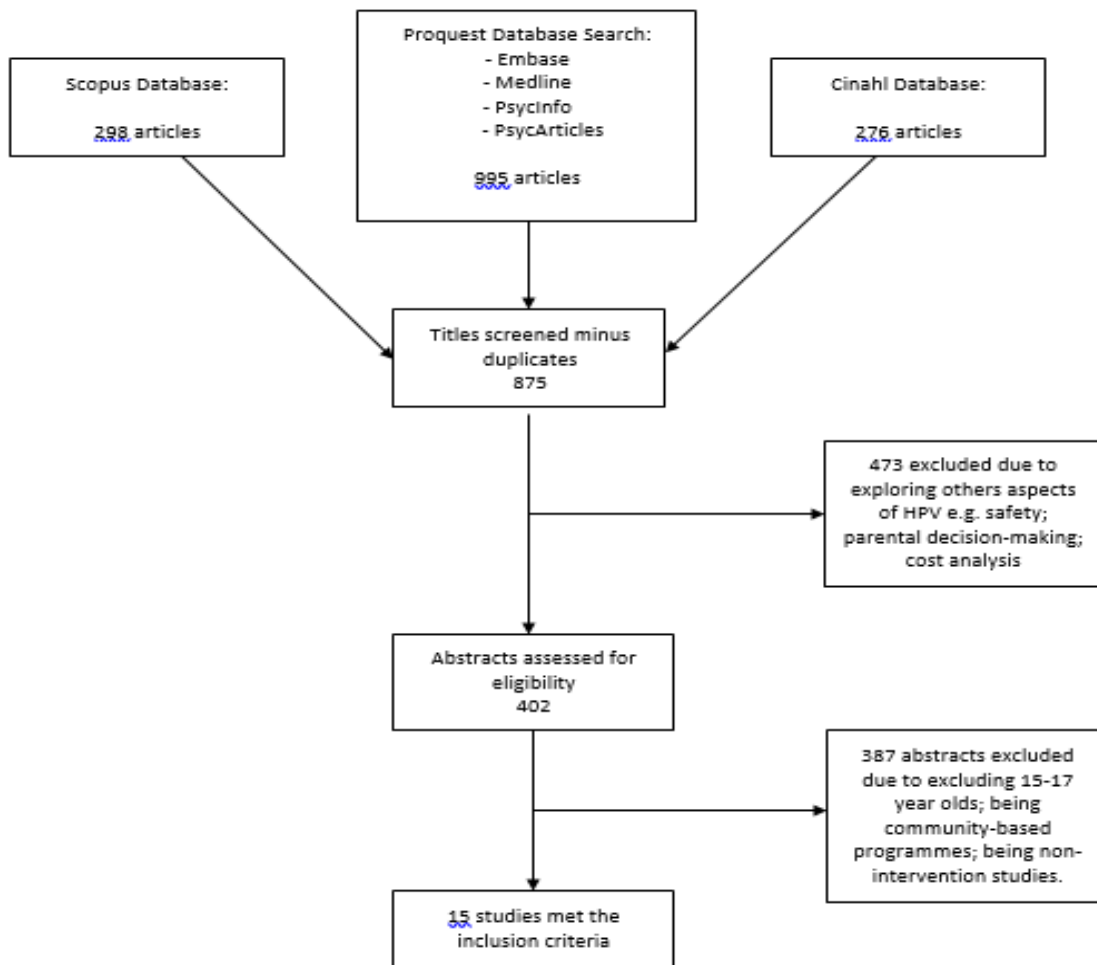 Scopus Database:
298 articles
Proquest Database Search:
- Embase
- Medline
- PsycInfo
- PsycArticles
995 articles
Cinahl Database:
276 articles
Titles screened minus
duplicates
875
473 excluded due to
exploring others aspects
of HPV e.g. safety;
parental decision-making;
cost analysis
Abstracts assessed for
eligibility
402
387 abstracts excluded
due to excluding 15-17
year olds; being
community-based
programmes; being non-
intervention studies.
15 studies met the
inclusion criteria